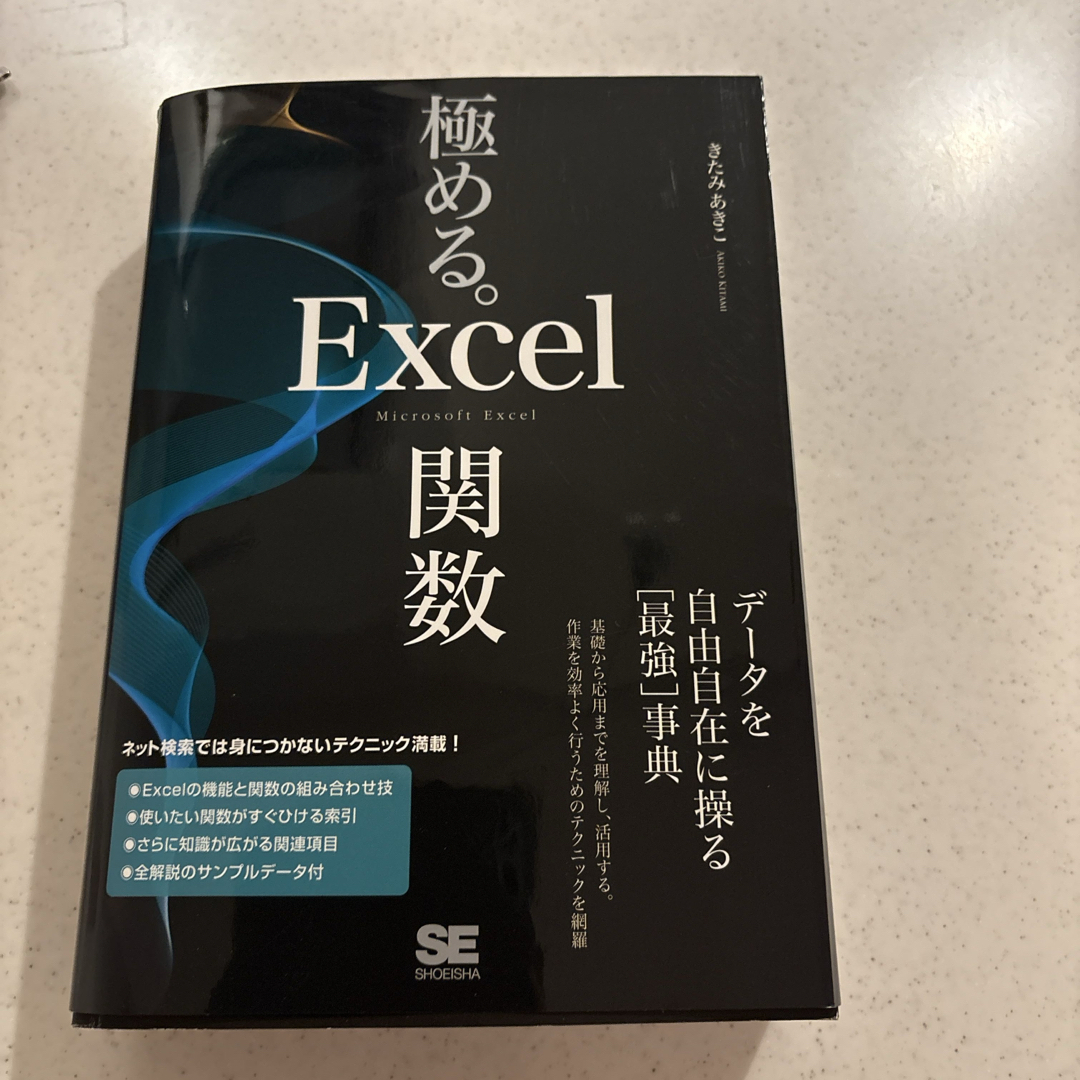 極める。
Excel
Microsoft Excel
関数
きたみあきこ AKIKO KITAMI
データを
自由自在に操る
［最強］事典
基礎から応用までを理解し、活用する。
作業を効率よく行うためのテクニックを網羅
ネット検索では身につかないテクニック満載！
●Excelの機能と関数の組み合わせ技
●使いたい関数がすぐひける索引
●さらに知識が広がる関連項目
●全解説のサンプルデータ付
SE
SHOEISHA